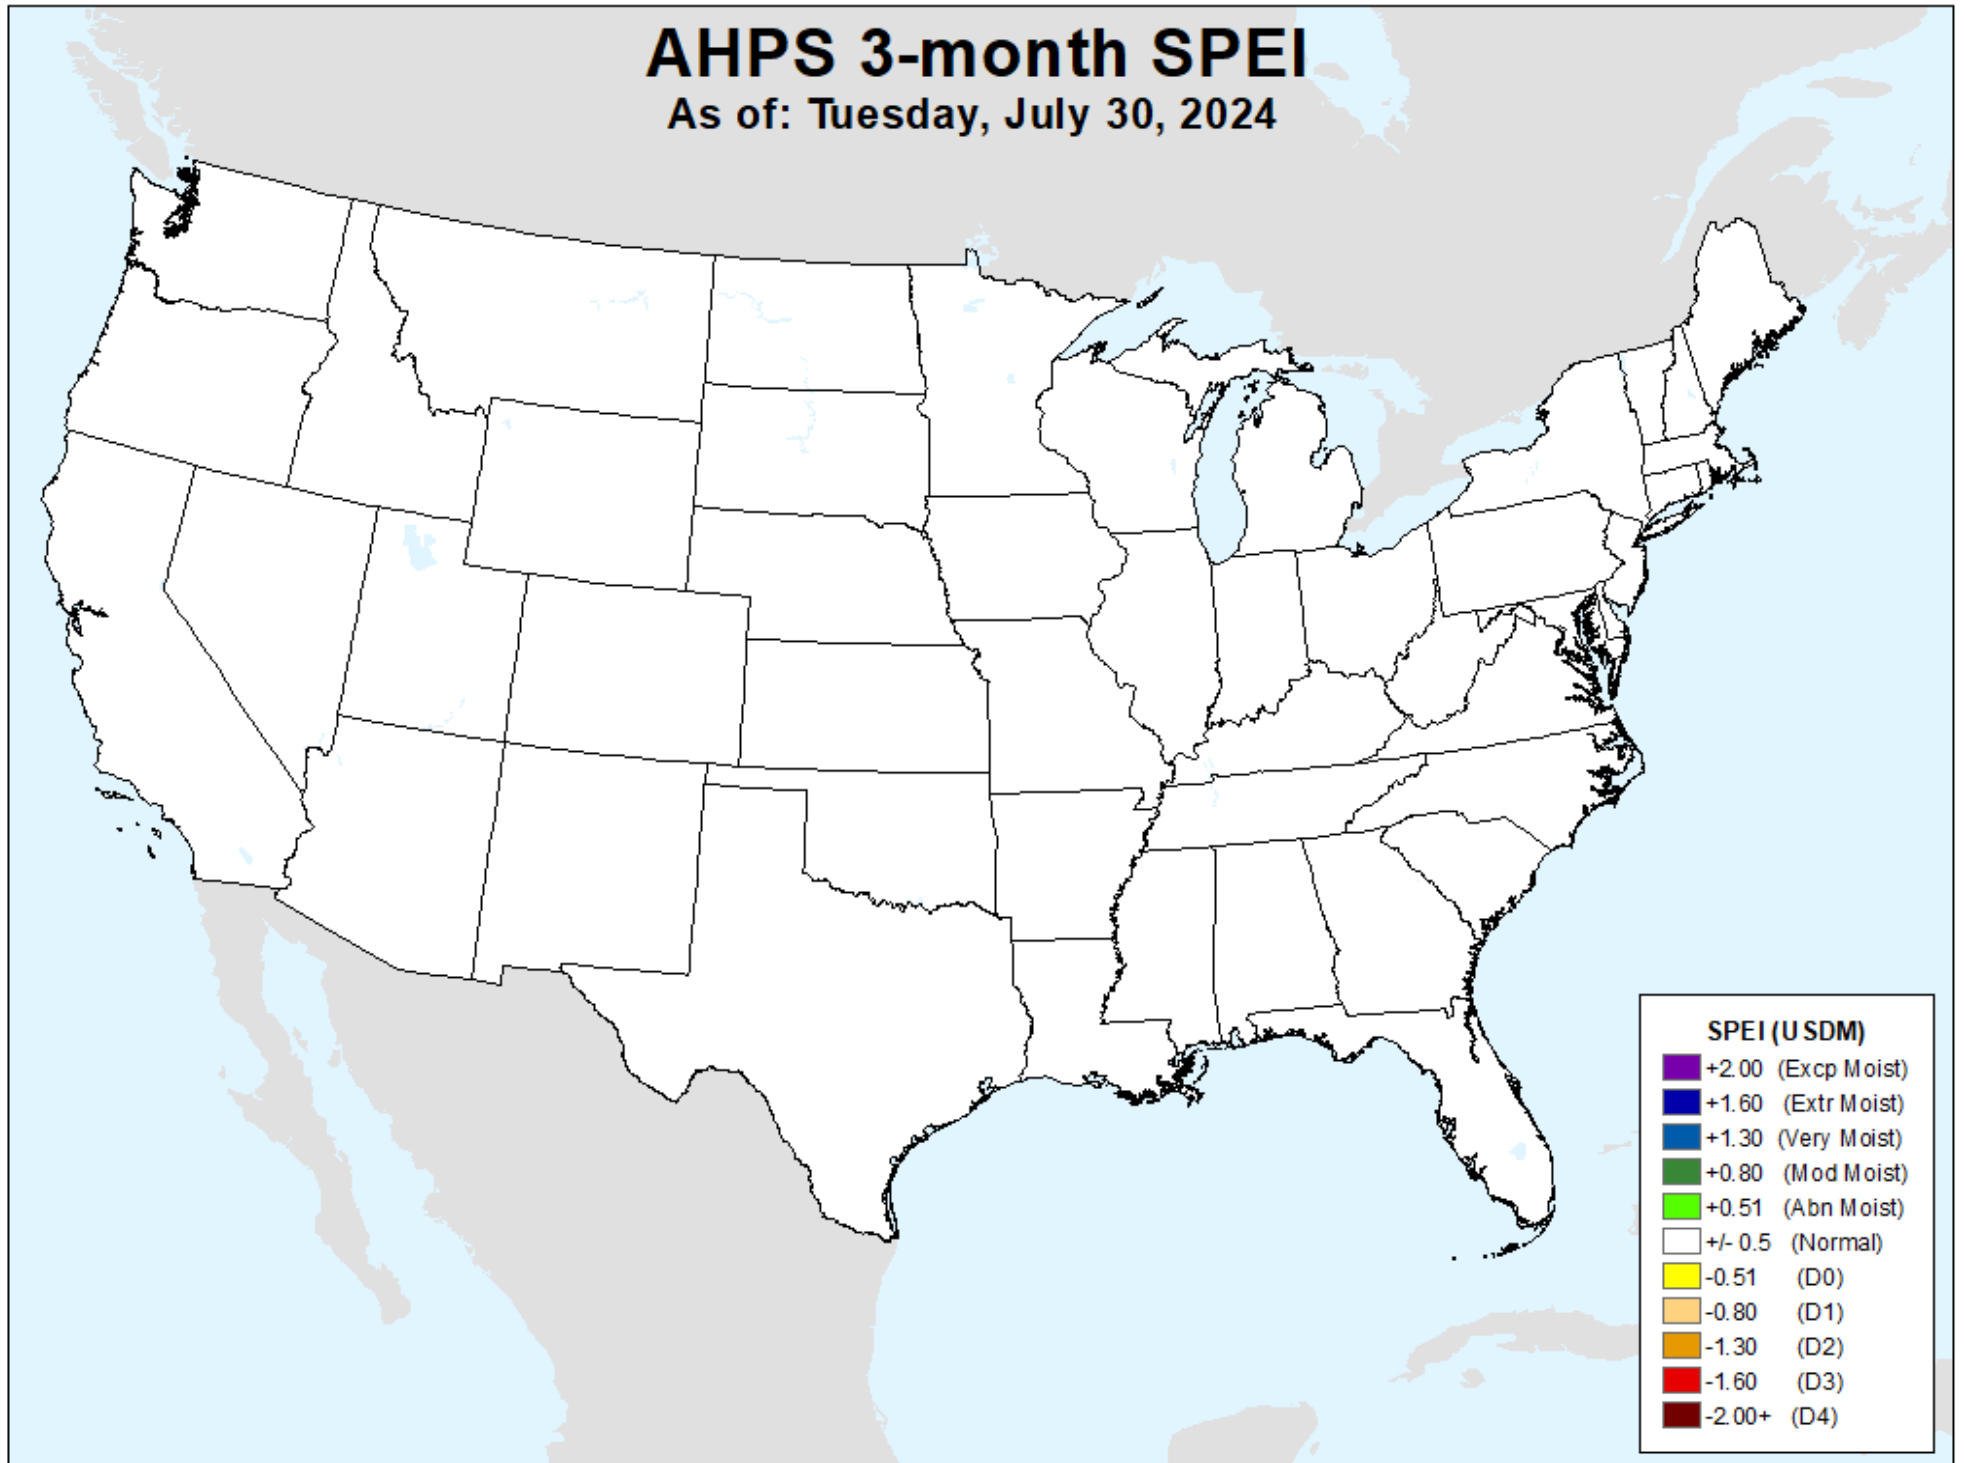 AHPS 3-month SPEI
As of: Tuesday, July 30, 2024
SPEI (USDM)
+2.00 (Excp Moist)
+1.60 (Extr Moist)
+1.30 (Very Moist)
+0.80 (Mod Moist)
+0.51 (Abn Moist)
+/- 0.5 (Normal)
-0.51 (D0)
-0.80 (D1)
-1.30 (D2)
-1.60 (D3)
-2.00+ (D4)